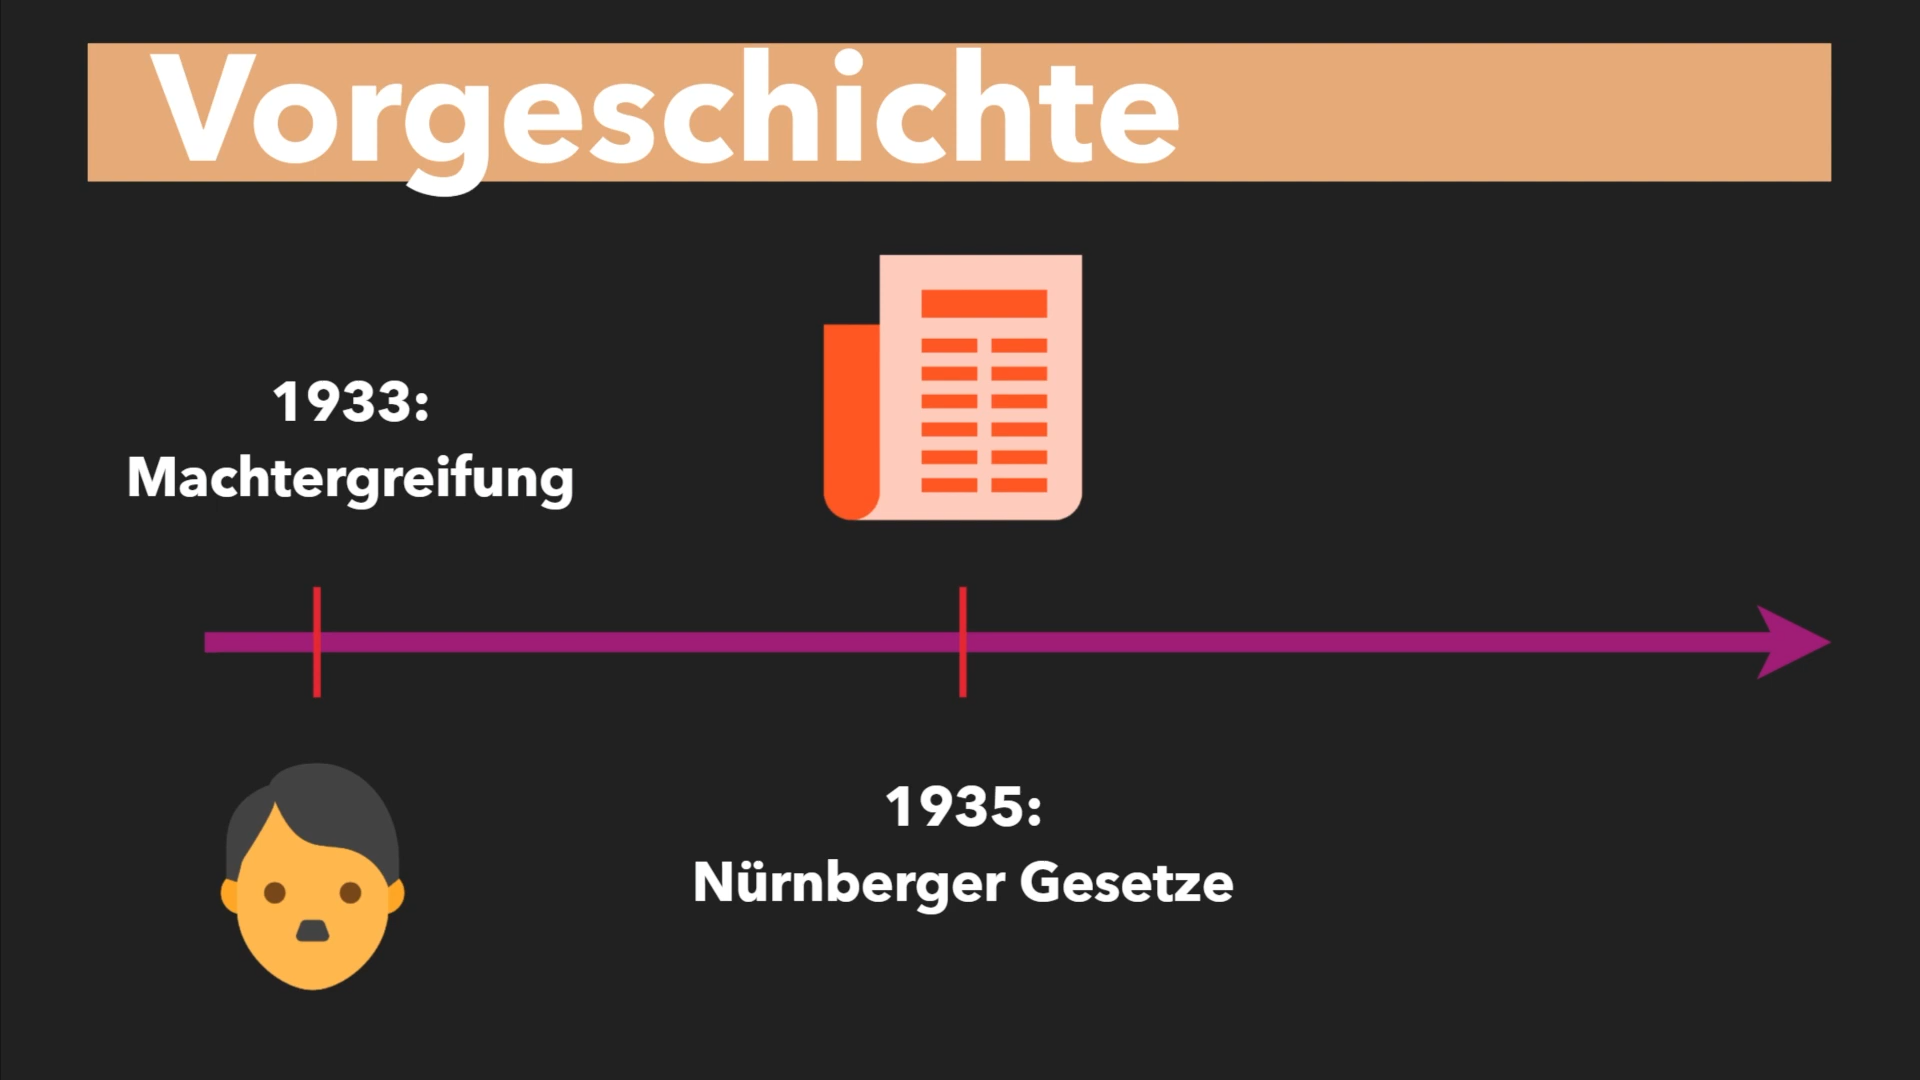 Vorgeschichte
1933:
Machtergreifung
1935:
Nürnberger Gesetze